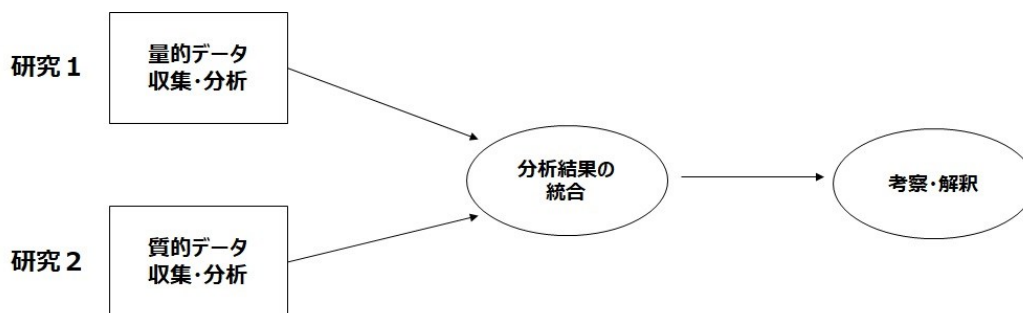 研究１
量的データ
収集・分析
分析結果の
統合
考察・解釈
研究２
質的データ
収集・分析